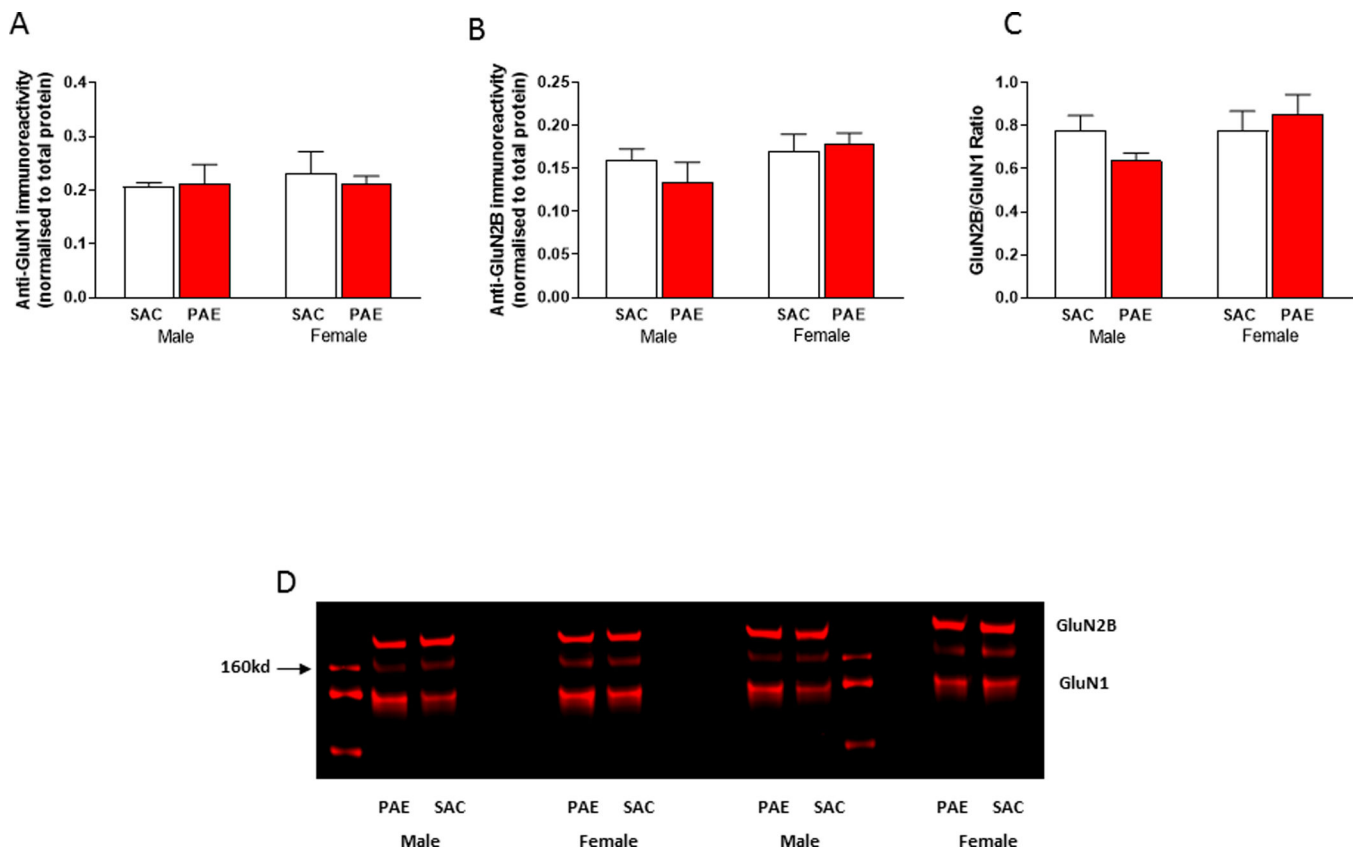 A
Anti-GluN1 immunoreactivity
(normalised to total protein)
0.4
0.3
0.2
0.1
0.0
SAC PAE SAC PAE
Male Female
B
Anti-GluN2B immunoreactivity
(normalised to total protein)
0.25
0.20
0.15
0.10
0.05
0.00
SAC PAE SAC PAE
Male Female
C
GluN2B/GluN1 Ratio
1.0
0.8
0.6
0.4
0.2
0.0
SAC PAE SAC PAE
Male Female
D
160kd
GluN2B
GluN1
PAE SAC PAE SAC PAE SAC PAE SAC
Male Female Male Female